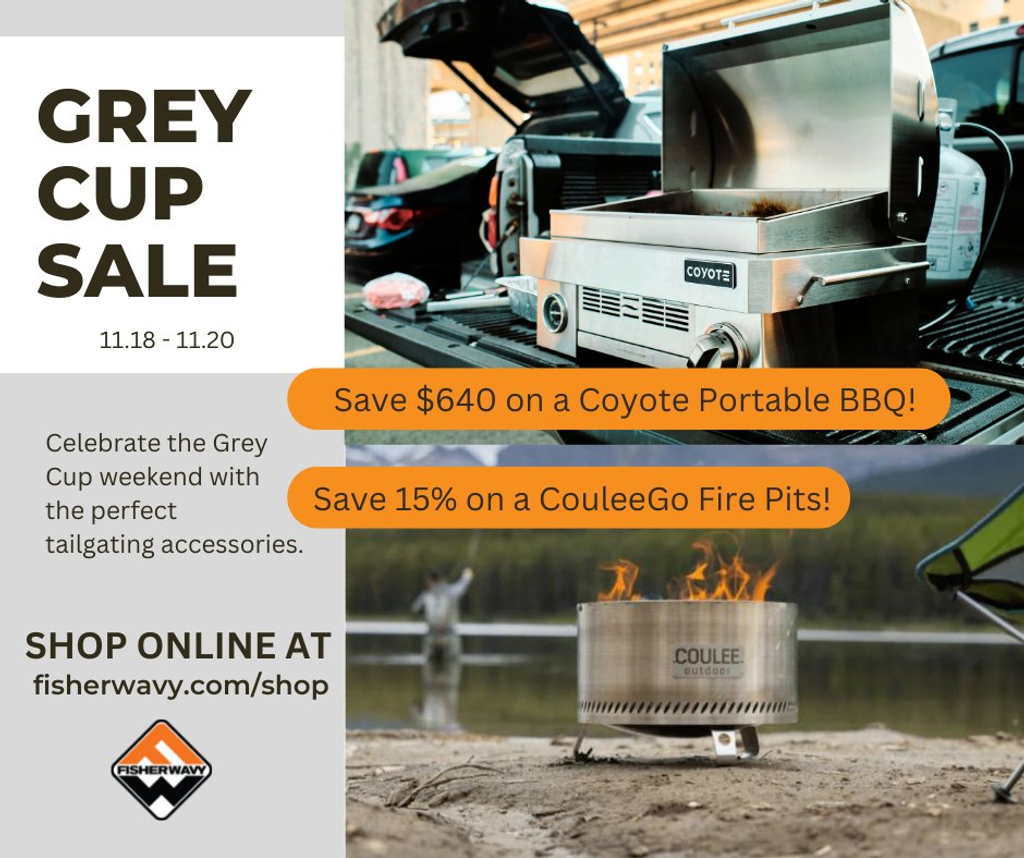 GREY
CUP
SALE
11.18 - 11.20
COYOTE
Save $640 on a Coyote Portable BBQ!
Celebrate the Grey
Cup weekend with
the perfect
tailgating accessories.
Save 15% on a CouleeGo Fire Pits!
COULEE
outdoor
SHOP ONLINE AT
fisherwavy.com/shop
FISHERWAVY